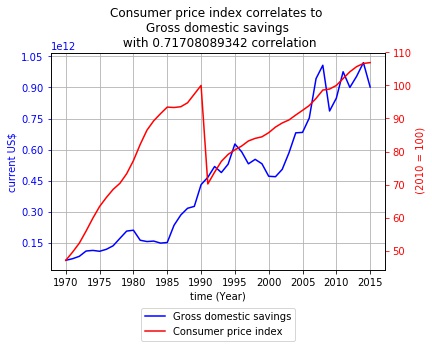 Consumer price index correlates to
Gross domestic savings
with 0.71708089342 correlation
1e12
1.05
0.90
0.75
0.60
0.45
0.30
0.15
current US$
110
100
90
80
70
60
50
(2010 = 100)
1970 1975 1980 1985 1990 1995 2000 2005 2010 2015
time (Year)
Gross domestic savings
Consumer price index